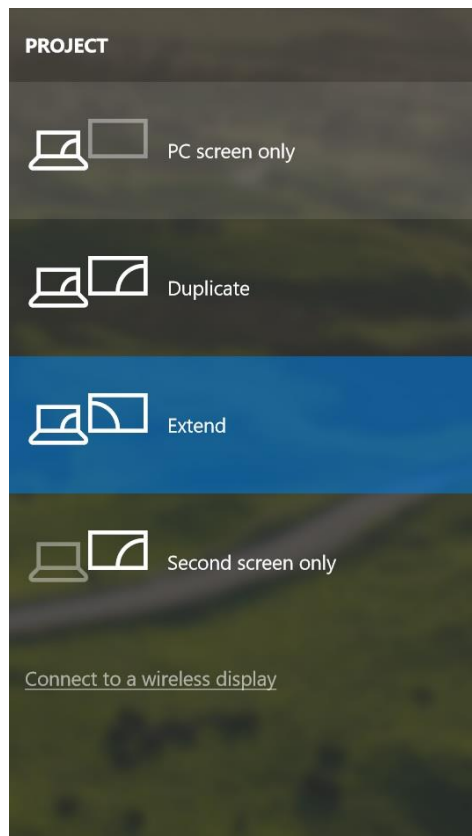 PROJECT
PC screen only
Duplicate
Extend
Second screen only
Connect to a wireless display